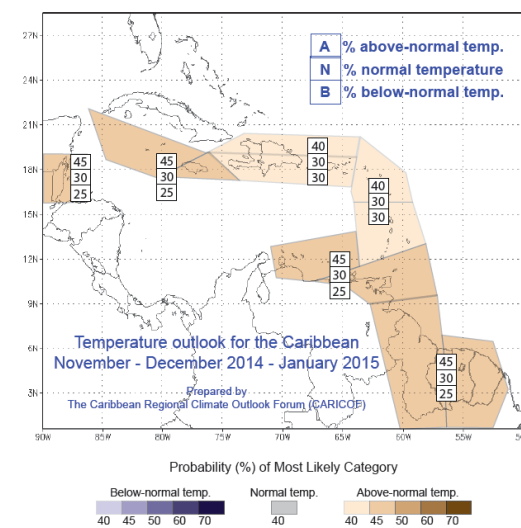 27N
24N
21N
18N
15N
12N
9N
6N
3N
A % above-normal temp.
N % normal temperature
B % below-normal temp.
45
30
25
45
30
25
40
30
30
40
30
30
45
30
25
45
30
25
Temperature outlook for the Caribbean
November - December 2014 - January 2015
Prepared by
The Caribbean Regional Climate Outlook Forum (CARICOF)
90W 85W 80W 75W 70W 65W 60W 55W 50W
Probability (%) of Most Likely Category
Below-normal temp. Normal temp. Above-normal temp.
40 45 50 60 70 40 40 45 50 60 70